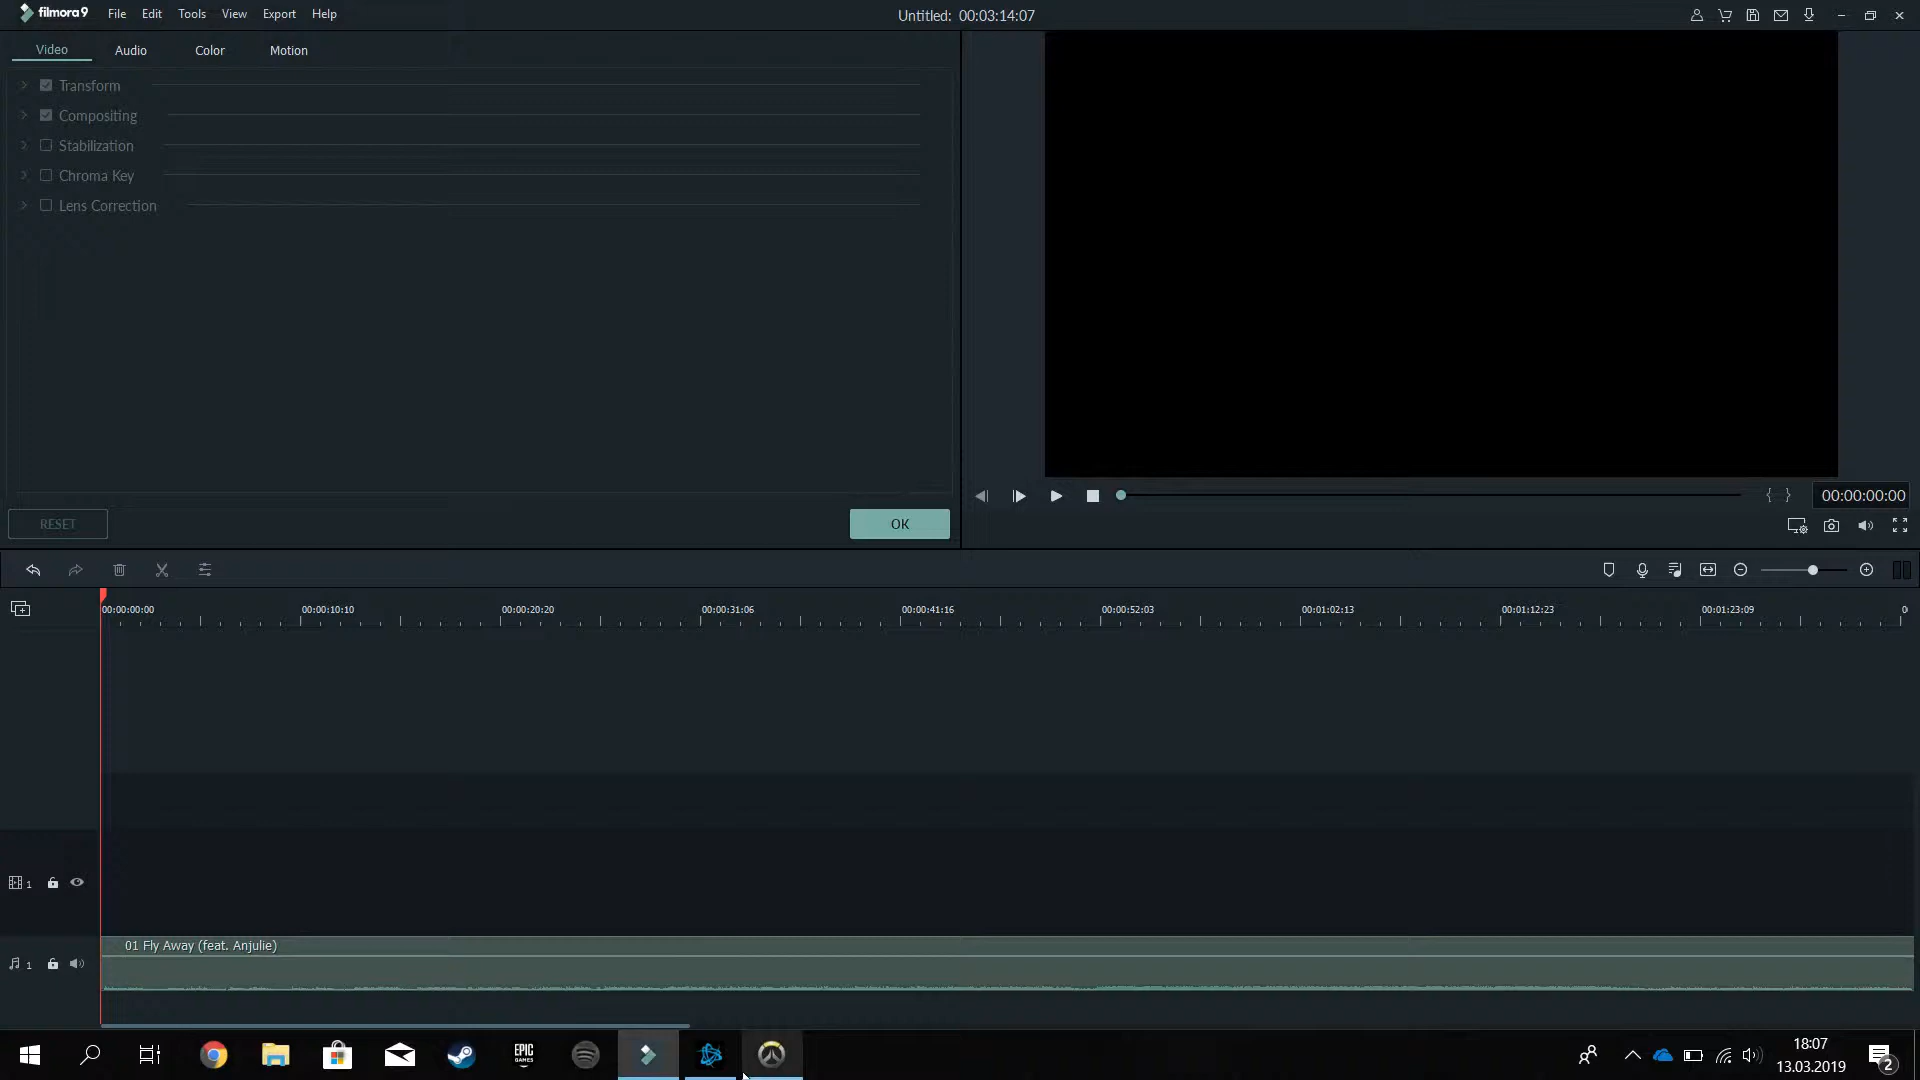 filmora9 File Edit Tools View Export Help Untitled: 00:03:14:07
Video Audio Color Motion
Transform
Compositing
Stabilization
Chroma Key
Lens Correction
{ } 00:00:00:00
RESET OK
00:00:00:00 00:00:10:10 00:00:20:20 00:00:31:06 00:00:41:16 00:00:52:03 00:01:02:13 00:01:12:23 00:01:23:09
1
01 Fly Away (feat. Anjulie)
1
EPIC
GAMES
18:07
13.03.2019
2